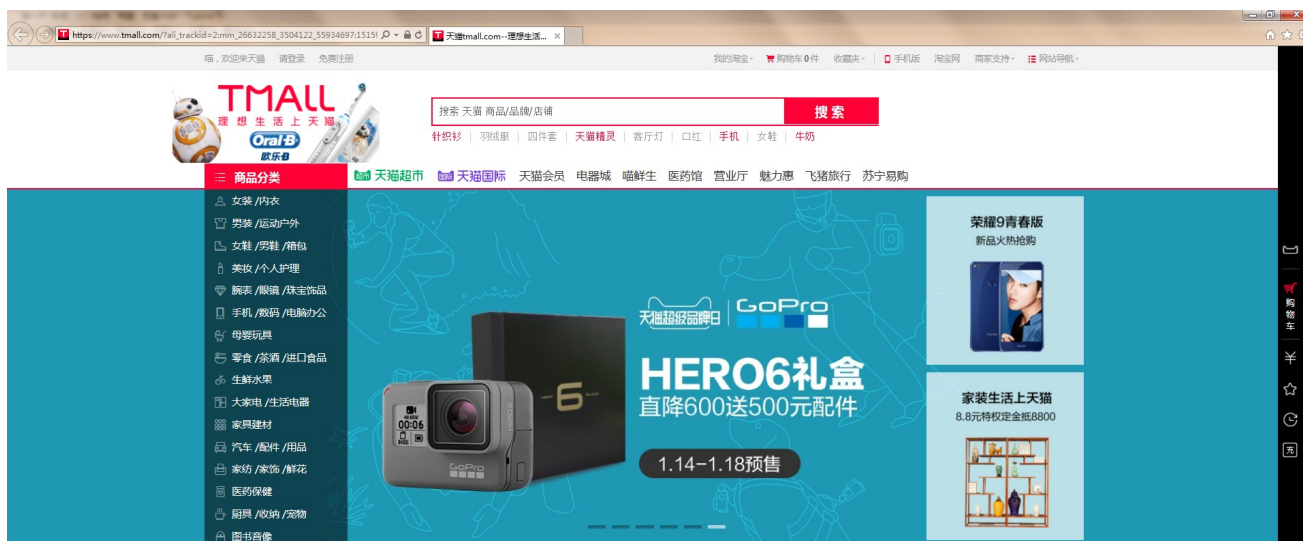 https://www.tmall.com/?ali_trackid=2:mm_26632258_3504122_55934697:15159
天猫tmall.com--理想生活...
喵，欢迎来天猫 请登录 免费注册
我的淘宝 购物车0件 收藏夹 手机版 淘宝网 商家支持 网站导航
TMALL
理想生活上天猫
Oral-B
欧乐B
搜索 天猫 商品/品牌/店铺
搜索
针织衫 | 羽绒服 | 四件套 | 天猫精灵 | 客厅灯 | 口红 | 手机 | 女鞋 | 牛奶
商品分类
天猫超市 天猫国际 天猫会员 电器城 喵鲜生 医药馆 营业厅 魅力惠 飞猪旅行 苏宁易购
女装 /内衣
男装 /运动户外
女鞋 /男鞋 /箱包
美妆 /个人护理
腕表 /眼镜 /珠宝饰品
手机 /数码 /电脑办公
母婴玩具
零食 /茶酒 /进口食品
生鲜水果
大家电 /生活电器
家具建材
汽车 /配件 /用品
家纺 /家饰 /鲜花
医药保健
厨具 /收纳 /宠物
图书音像
天猫超级品牌日 | GoPro
HERO6礼盒
直降600送500元配件
1.14-1.18预售
HERO 6 BLACK
HERO6
4K60W
00:06
GoPro
荣耀9青春版
新品火热抢购
家装生活上天猫
8.8元特权定金抵8800
购物车
充